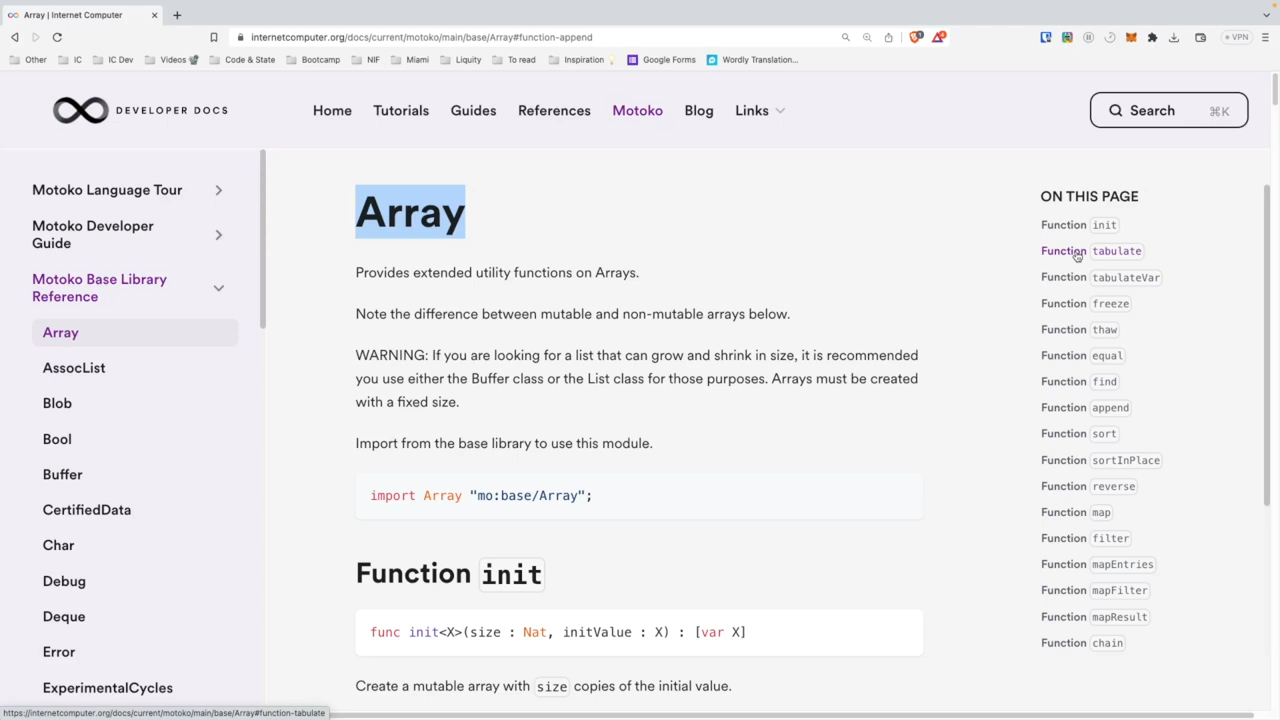 Array | Internet Computer
internetcomputer.org/docs/current/motoko/main/base/Array#function-append
VPN
Other
IC
IC Dev
Videos
Code & State
Bootcamp
NIF
Miami
Liquity
To read
Inspiration
Google Forms
Wordly Translation...
DEVELOPER DOCS
Home
Tutorials
Guides
References
Motoko
Blog
Links
Search
⌘K
Motoko Language Tour
Motoko Developer
Guide
Motoko Base Library
Reference
Array
AssocList
Blob
Bool
Buffer
CertifiedData
Char
Debug
Deque
Error
ExperimentalCycles
Array
Provides extended utility functions on Arrays.
Note the difference between mutable and non-mutable arrays below.
WARNING: If you are looking for a list that can grow and shrink in size, it is recommended
you use either the Buffer class or the List class for those purposes. Arrays must be created
with a fixed size.
Import from the base library to use this module.
import Array "mo:base/Array";
Function init
func init<X>(size : Nat, initValue : X) : [var X]
Create a mutable array with size copies of the initial value.
ON THIS PAGE
Function init
Function tabulate
Function tabulateVar
Function freeze
Function thaw
Function equal
Function find
Function append
Function sort
Function sortInPlace
Function reverse
Function map
Function filter
Function mapEntries
Function mapFilter
Function mapResult
Function chain
https://internetcomputer.org/docs/current/motoko/main/base/Array#function-tabulate